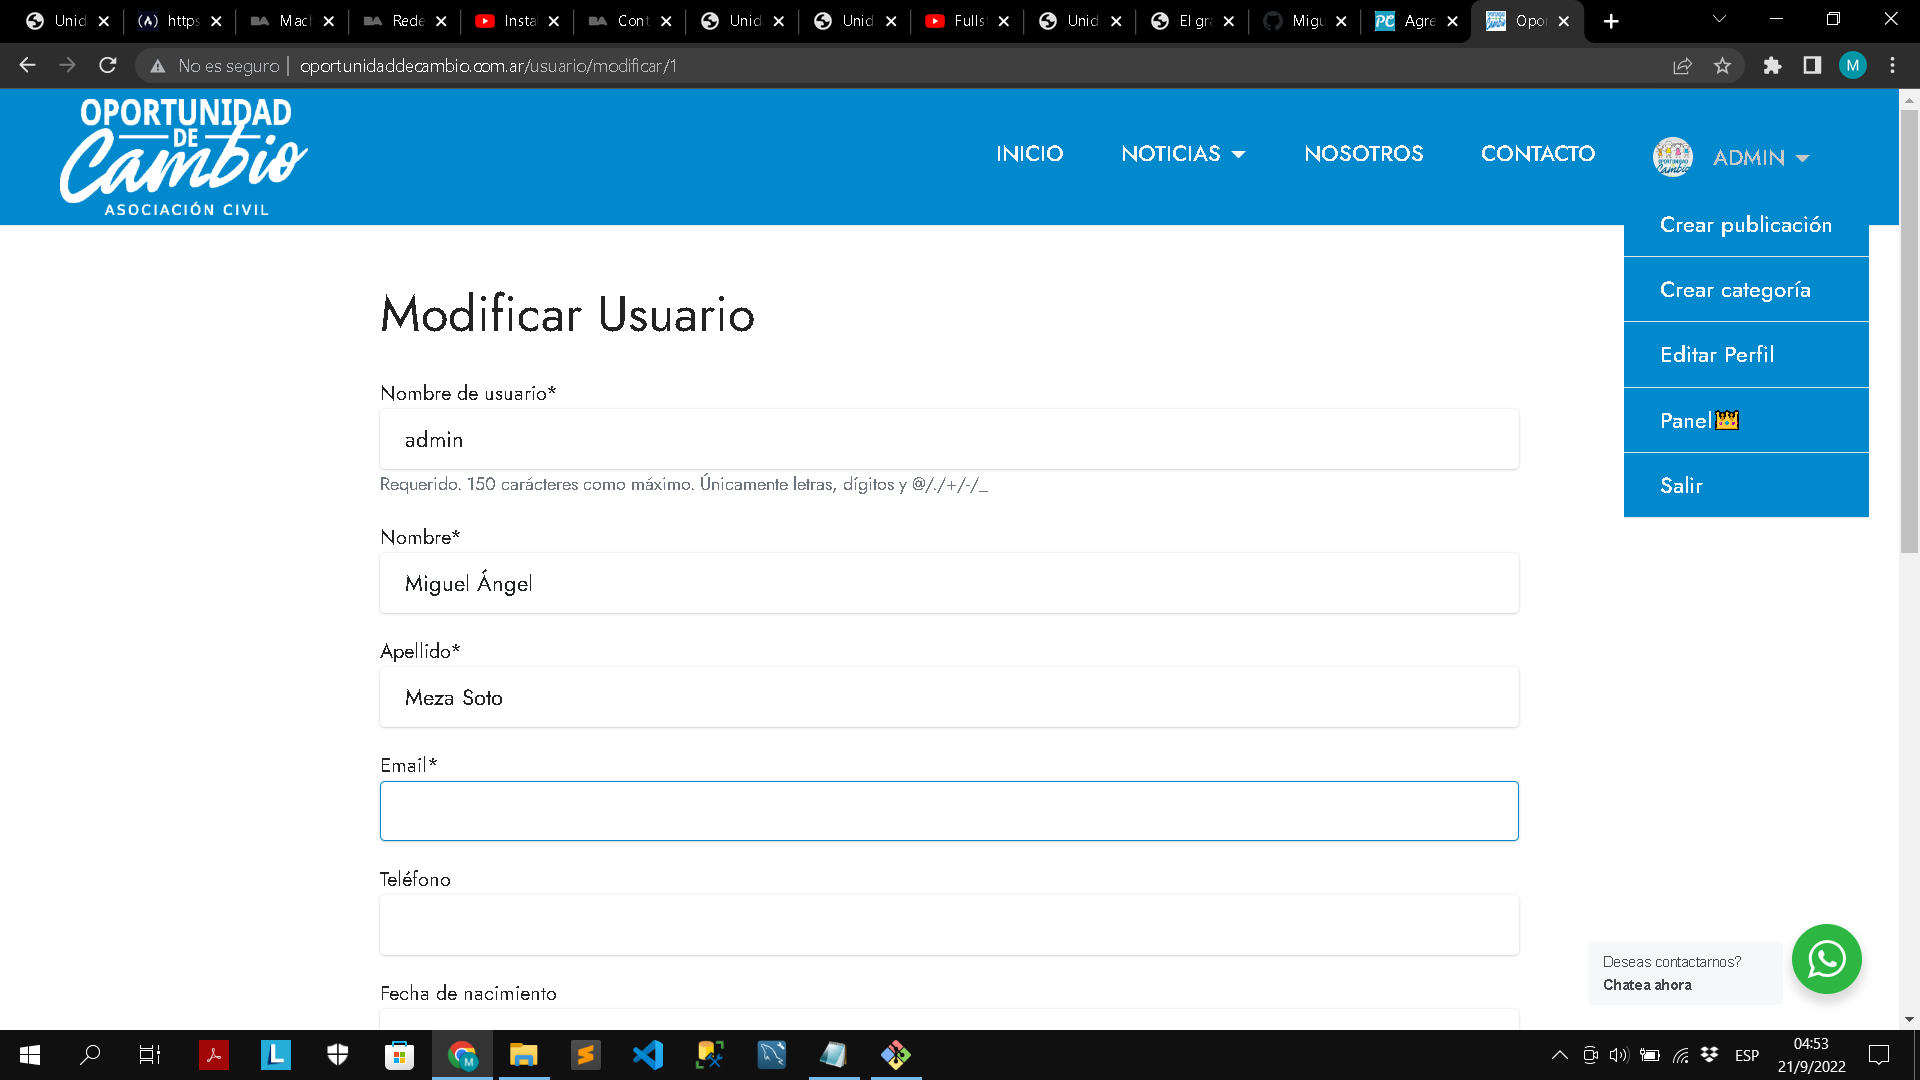 Unid
https
Mach
Rede
Insta
Cont
Unid
Unid
Fulls
Unid
El gra
Migu
Agre
Opor
No es seguro | oportunidaddecambio.com.ar/usuario/modificar/1
M
OPORTUNIDAD
DE
Cambio
ASOCIACIÓN CIVIL
INICIO
NOTICIAS
NOSOTROS
CONTACTO
ADMIN
Crear publicación
Crear categoría
Editar Perfil
Panel👑
Salir
Modificar Usuario
Nombre de usuario*
admin
Requerido. 150 carácteres como máximo. Únicamente letras, dígitos y @/./+/-/_
Nombre*
Miguel Ángel
Apellido*
Meza Soto
Email*
Teléfono
Fecha de nacimiento
Deseas contactarnos?
Chatea ahora
ESP
04:53
21/9/2022